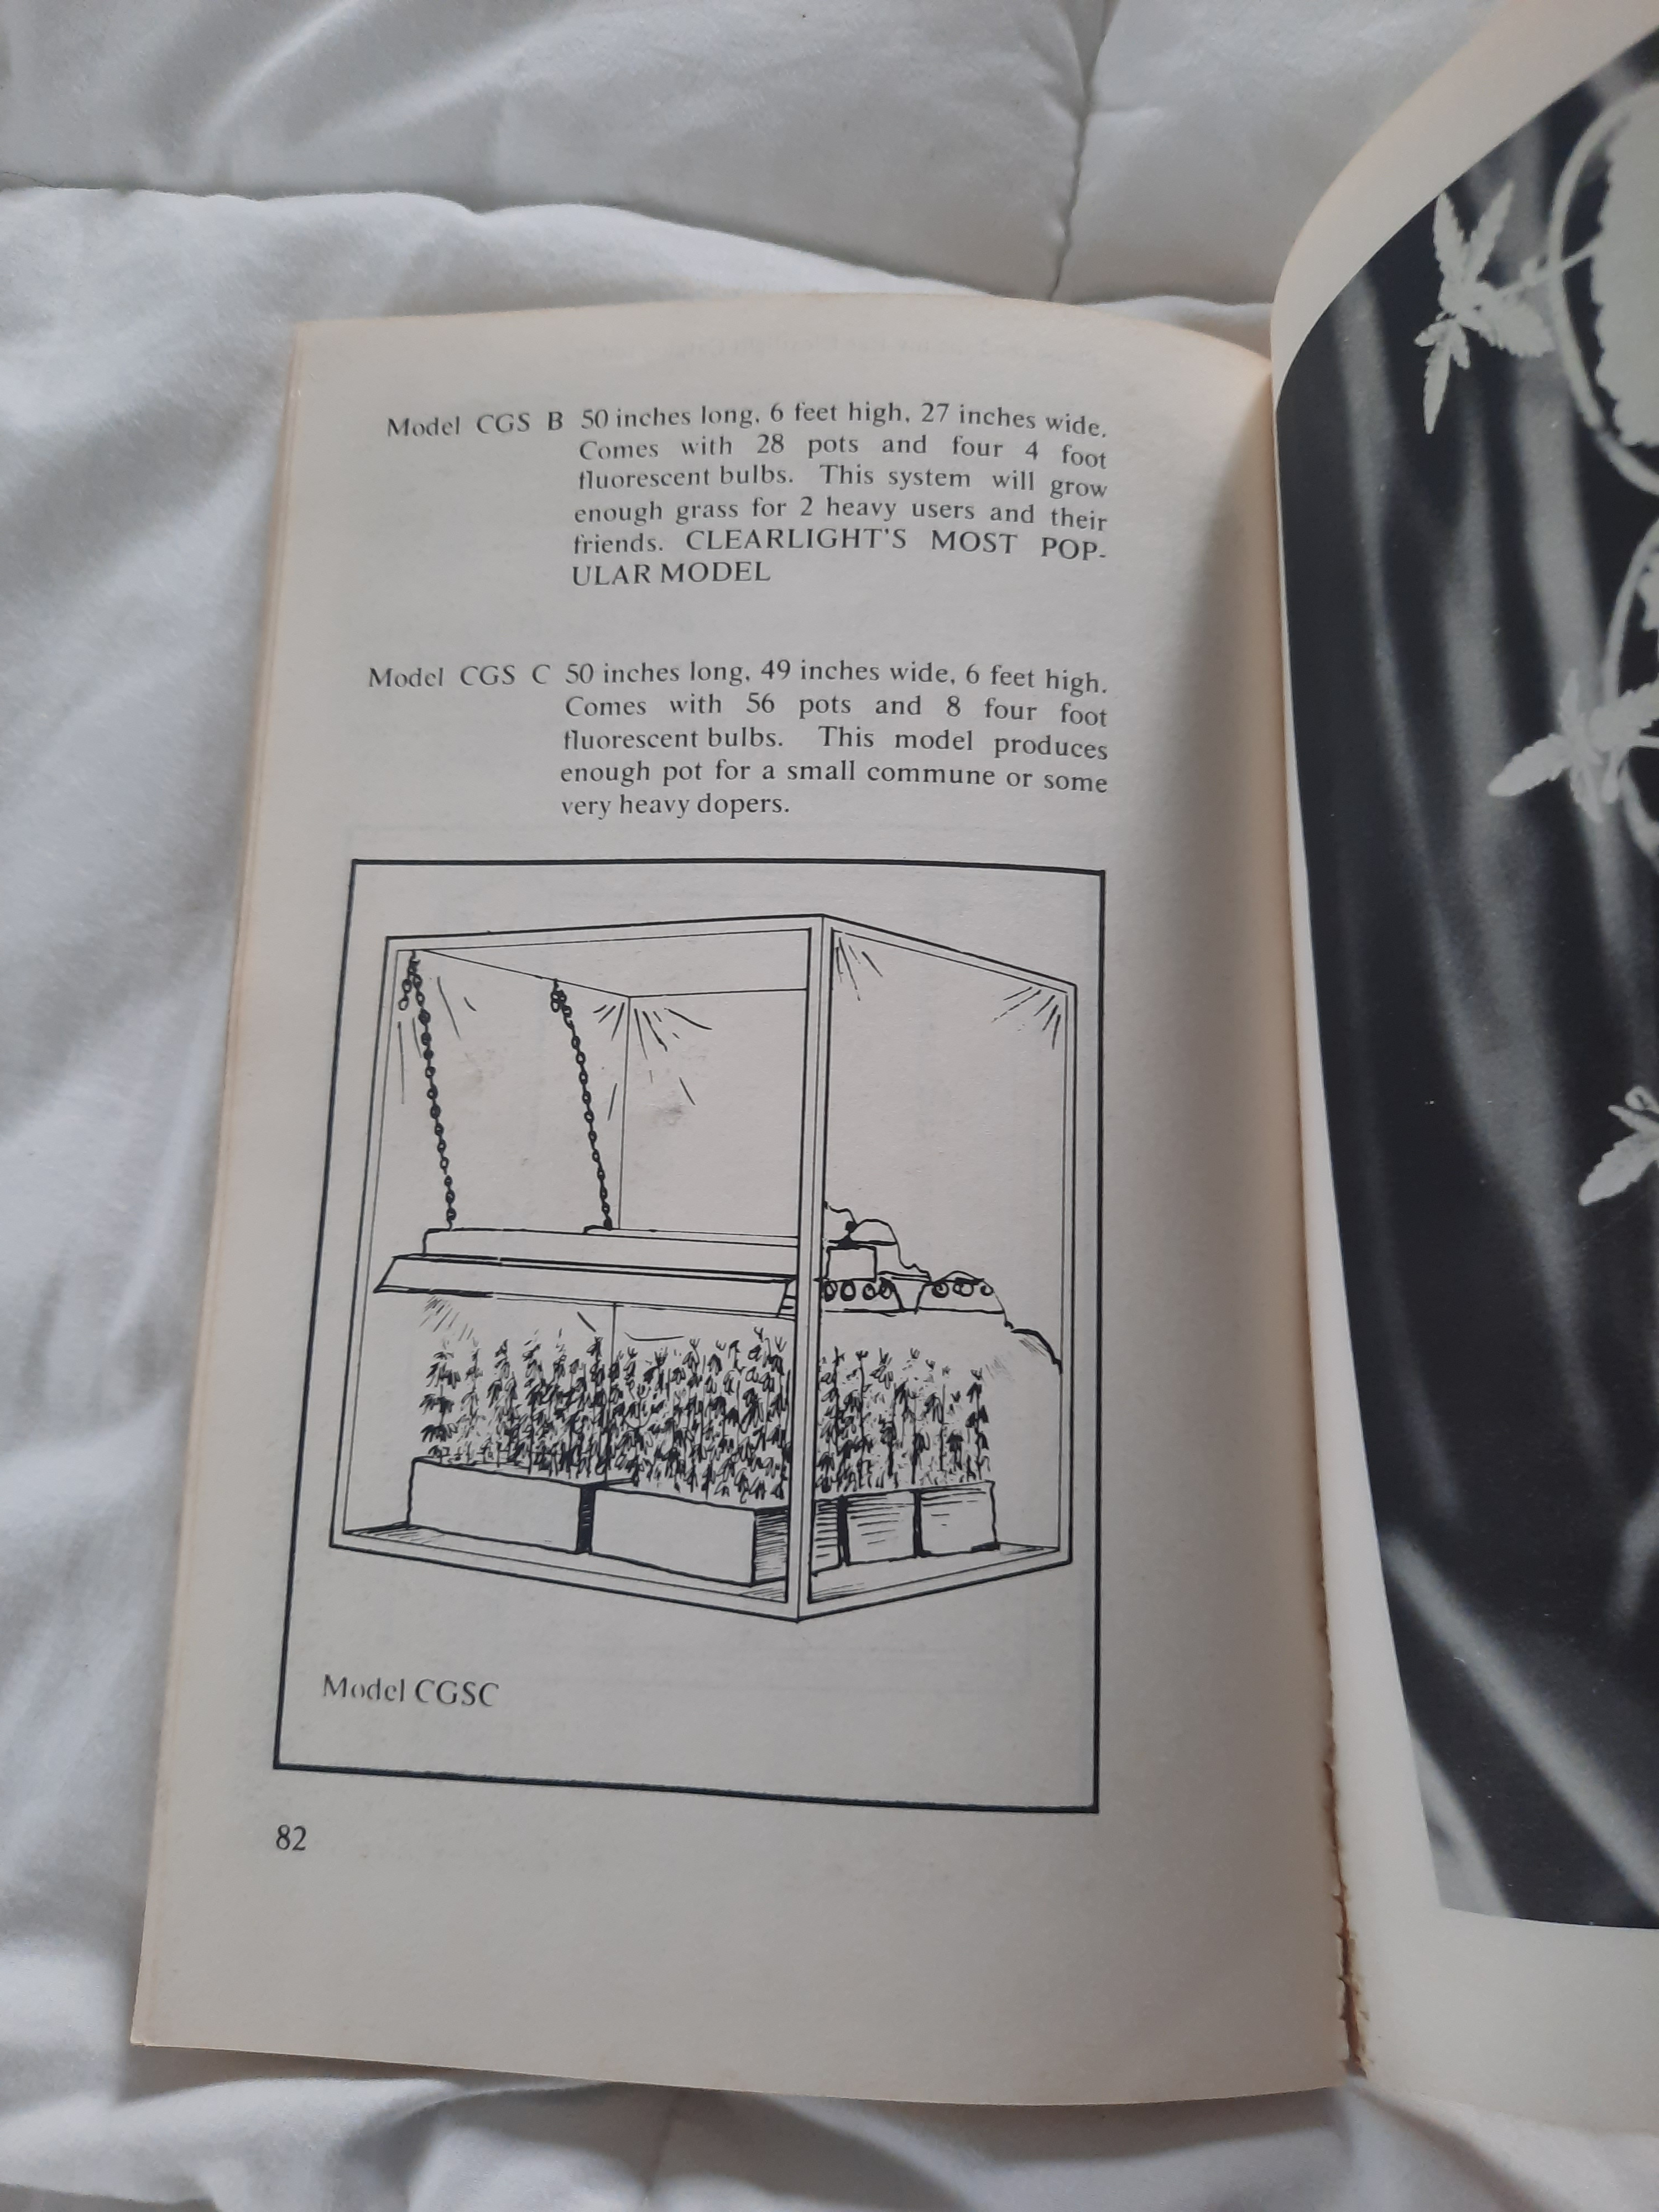 Model CGS B 50 inches long, 6 feet high, 27 inches wide.
Comes with 28 pots and four 4 foot
fluorescent bulbs. This system will grow
enough grass for 2 heavy users and their
friends. CLEARLIGHT'S MOST POP-
ULAR MODEL
Model CGS C 50 inches long, 49 inches wide, 6 feet high.
Comes with 56 pots and 8 four foot
fluorescent bulbs. This model produces
enough pot for a small commune or some
very heavy dopers.
Model CGSC
82